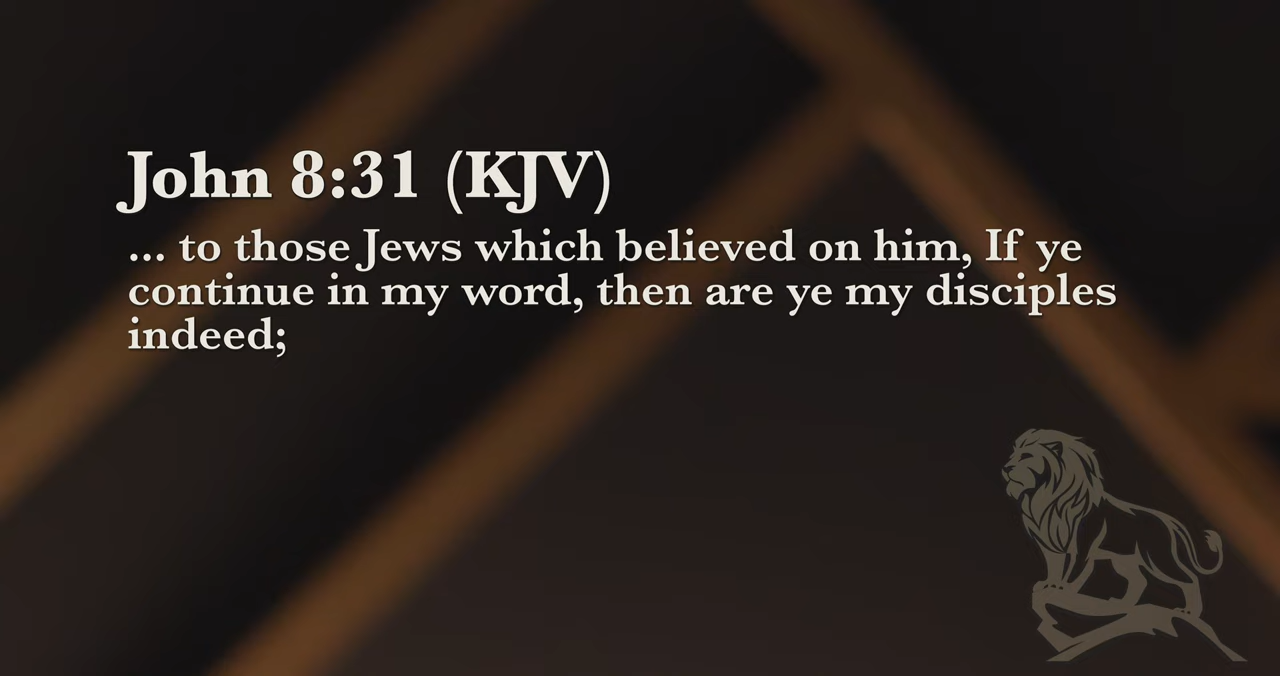 John 8:31 (KJV)
... to those Jews which believed on him, If ye
continue in my word, then are ye my disciples
indeed;